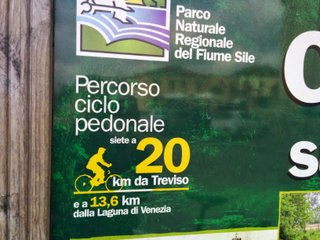 Parco
Naturale
Regionale
del Fiume Sile
Percorso
ciclo
pedonale
siete a
20
km da Treviso
e a 13,6 km
dalla Laguna di Venezia